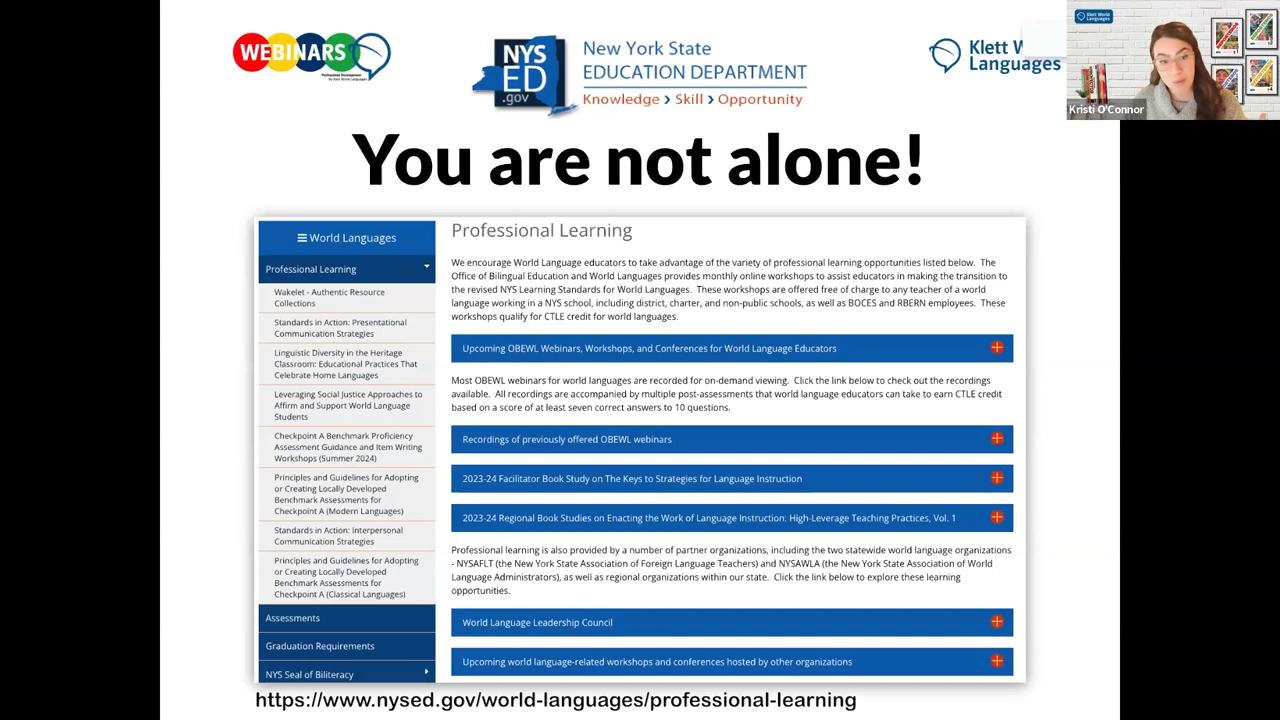 WEBINARS
Professional Development
by Klett World Languages
NYS
ED
.gov
New York State
EDUCATION DEPARTMENT
Knowledge > Skill > Opportunity
Klett W
Languages
Klett World
Languages
Kristi O'Connor
You are not alone!
World Languages
Professional Learning
Wakelet - Authentic Resource
Collections
Standards in Action: Presentational
Communication Strategies
Linguistic Diversity in the Heritage
Classroom: Educational Practices That
Celebrate Home Languages
Leveraging Social Justice Approaches to
Affirm and Support World Language
Students
Checkpoint A Benchmark Proficiency
Assessment Guidance and Item Writing
Workshops (Summer 2024)
Principles and Guidelines for Adopting
or Creating Locally Developed
Benchmark Assessments for
Checkpoint A (Modern Languages)
Standards in Action: Interpersonal
Communication Strategies
Principles and Guidelines for Adopting
or Creating Locally Developed
Benchmark Assessments for
Checkpoint A (Classical Languages)
Assessments
Graduation Requirements
NYS Seal of Biliteracy
Professional Learning
We encourage World Language educators to take advantage of the variety of professional learning opportunities listed below. The
Office of Bilingual Education and World Languages provides monthly online workshops to assist educators in making the transition to
the revised NYS Learning Standards for World Languages. These workshops are offered free of charge to any teacher of a world
language working in a NYS school, including district, charter, and non-public schools, as well as BOCES and RBERN employees. These
workshops qualify for CTLE credit for world languages.
Upcoming OBEWL Webinars, Workshops, and Conferences for World Language Educators
Most OBEWL webinars for world languages are recorded for on-demand viewing. Click the link below to check out the recordings
available. All recordings are accompanied by multiple post-assessments that world language educators can take to earn CTLE credit
based on a score of at least seven correct answers to 10 questions.
Recordings of previously offered OBEWL webinars
2023-24 Facilitator Book Study on The Keys to Strategies for Language Instruction
2023-24 Regional Book Studies on Enacting the Work of Language Instruction: High-Leverage Teaching Practices, Vol. 1
Professional learning is also provided by a number of partner organizations, including the two statewide world language organizations
- NYSAFLT (the New York State Association of Foreign Language Teachers) and NYSAWLA (the New York State Association of World
Language Administrators), as well as regional organizations within our state. Click the link below to explore these learning
opportunities.
World Language Leadership Council
Upcoming world language-related workshops and conferences hosted by other organizations
https://www.nysed.gov/world-languages/professional-learning